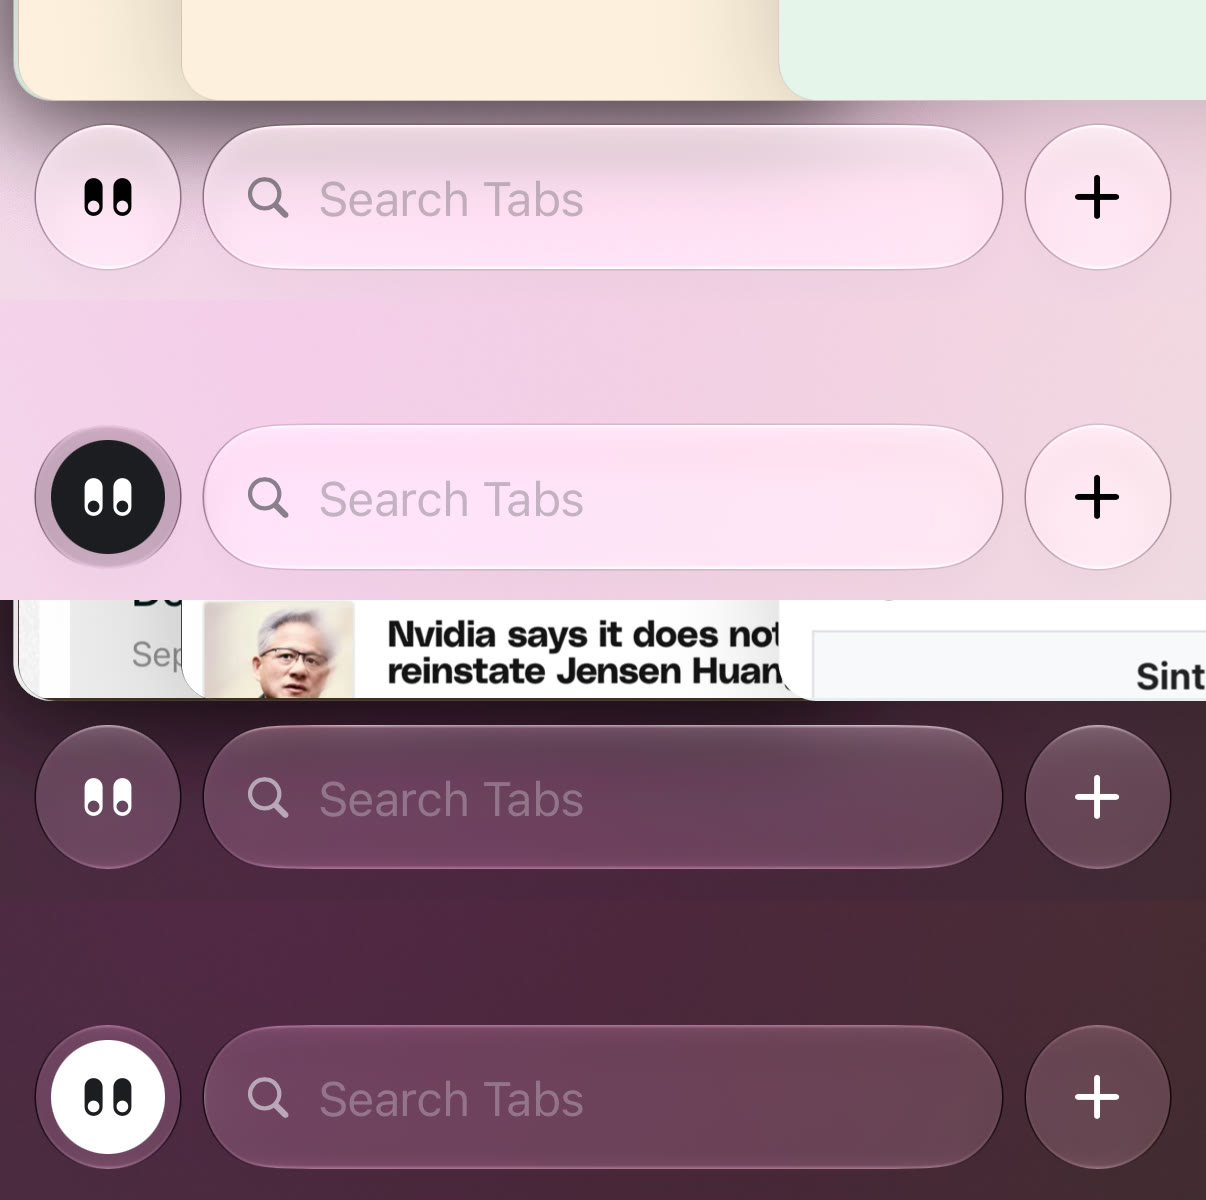 Search Tabs
Search Tabs
Sep
Nvidia says it does not
reinstate Jensen Huan
Sint
Search Tabs
Search Tabs